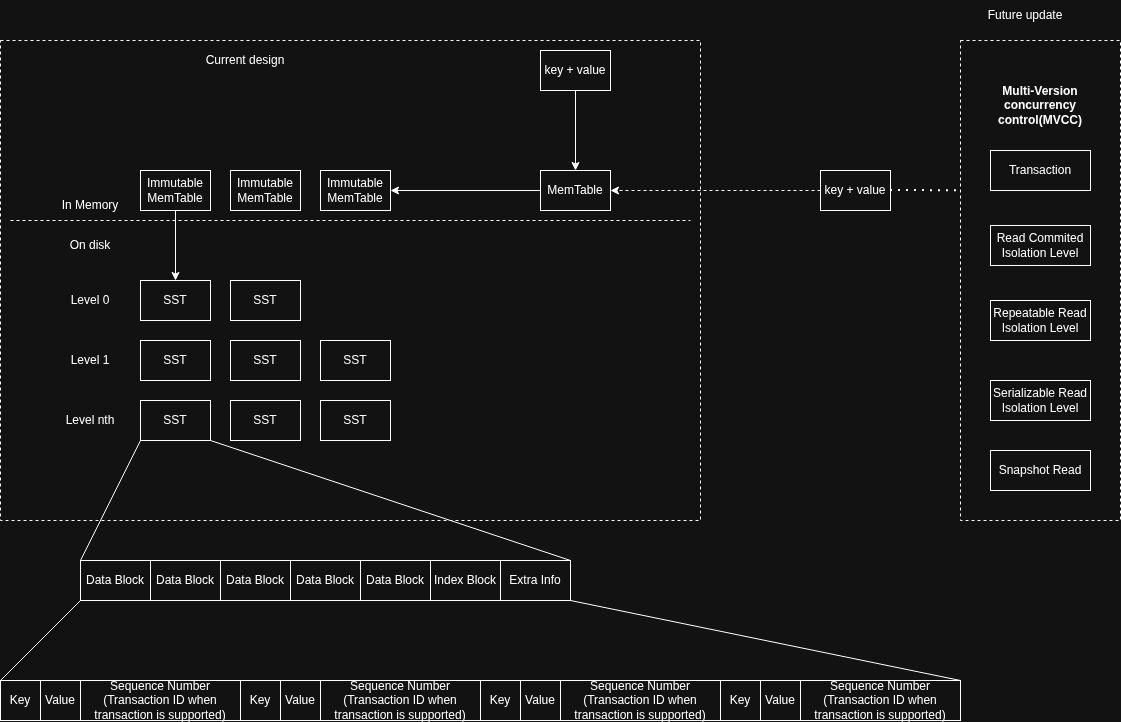 Future update
Current design
key + value
Multi-Version
concurrency
control(MVCC)
Transaction
Immutable
MemTable
Immutable
MemTable
Immutable
MemTable
MemTable
key + value
In Memory
On disk
Read Commited
Isolation Level
Level 0
SST
SST
Repeatable Read
Isolation Level
Level 1
SST
SST
SST
Serializable Read
Isolation Level
Level nth
SST
SST
SST
Snapshot Read
Data Block
Data Block
Data Block
Data Block
Data Block
Index Block
Extra Info
Key
Value
Sequence Number
(Transaction ID when
transaction is supported)
Key
Value
Sequence Number
(Transaction ID when
transaction is supported)
Key
Value
Sequence Number
(Transaction ID when
transaction is supported)
Key
Value
Sequence Number
(Transaction ID when
transaction is supported)